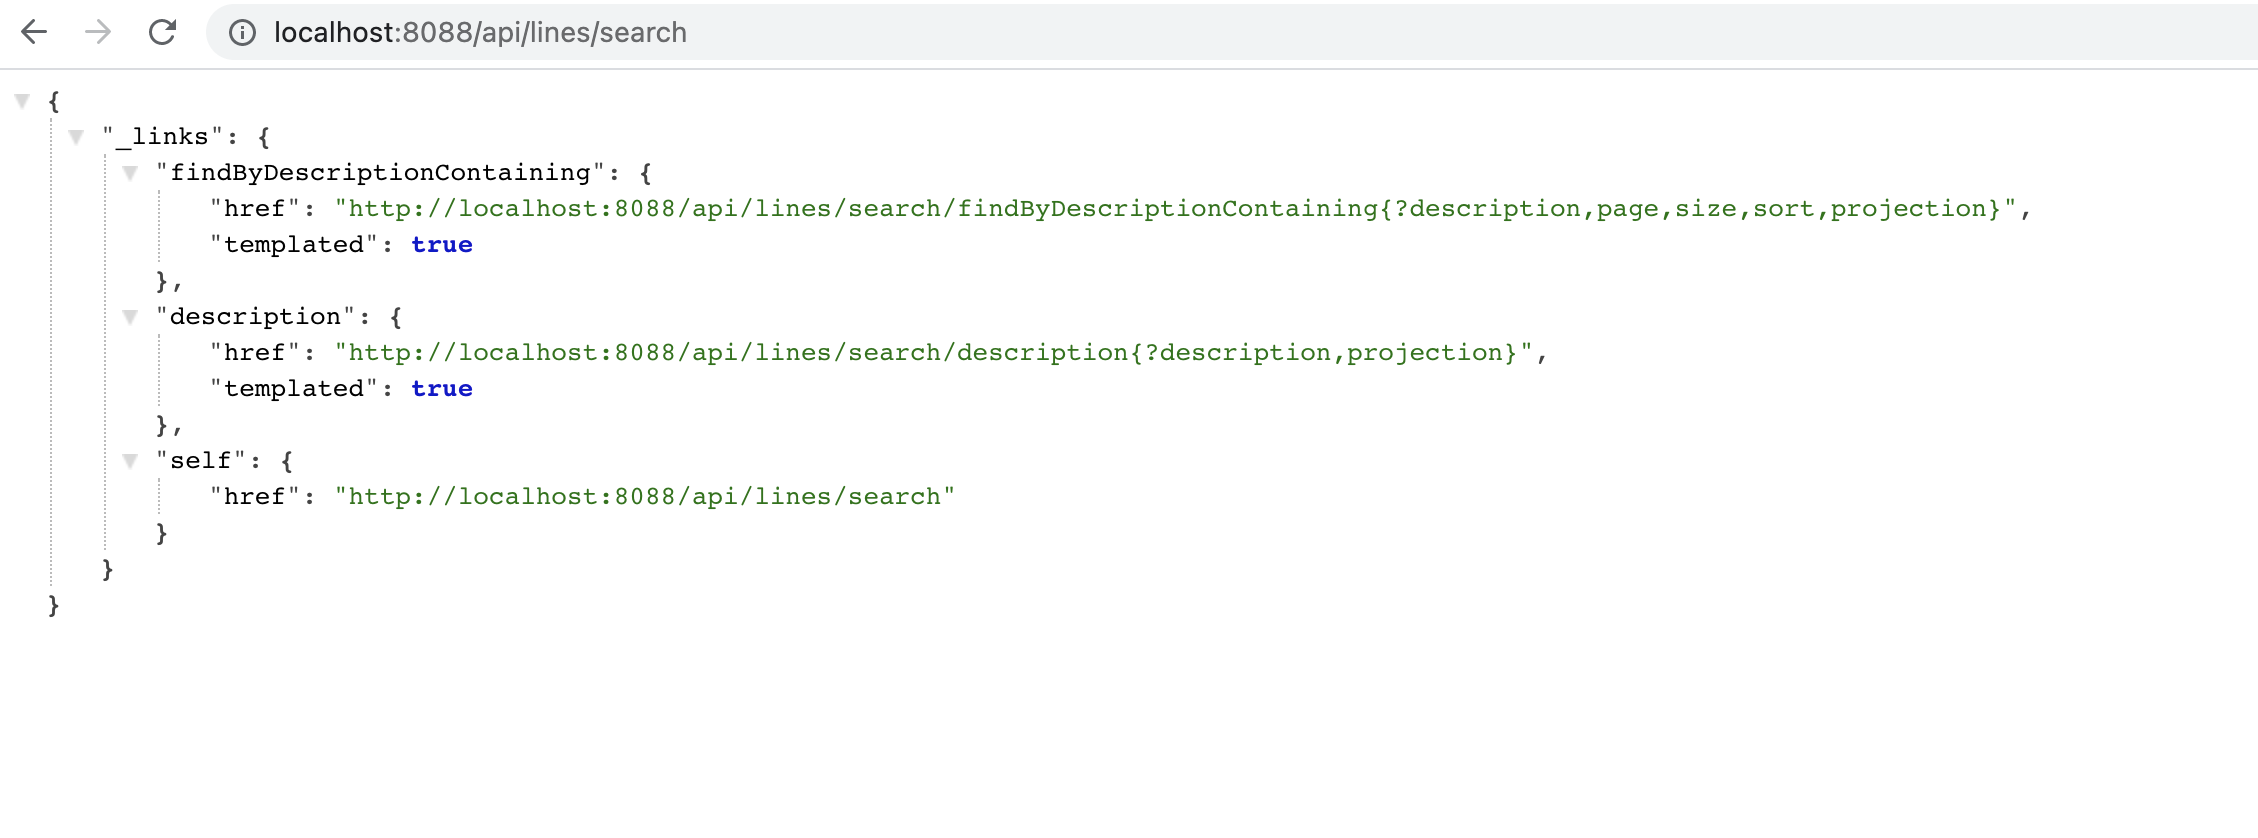 localhost:8088/api/lines/search
{
"_links": {
"findByDescriptionContaining": {
"href": "http://localhost:8088/api/lines/search/findByDescriptionContaining{?description,page,size,sort,projection}",
"templated": true
},
"description": {
"href": "http://localhost:8088/api/lines/search/description{?description,projection}",
"templated": true
},
"self": {
"href": "http://localhost:8088/api/lines/search"
}
}
}